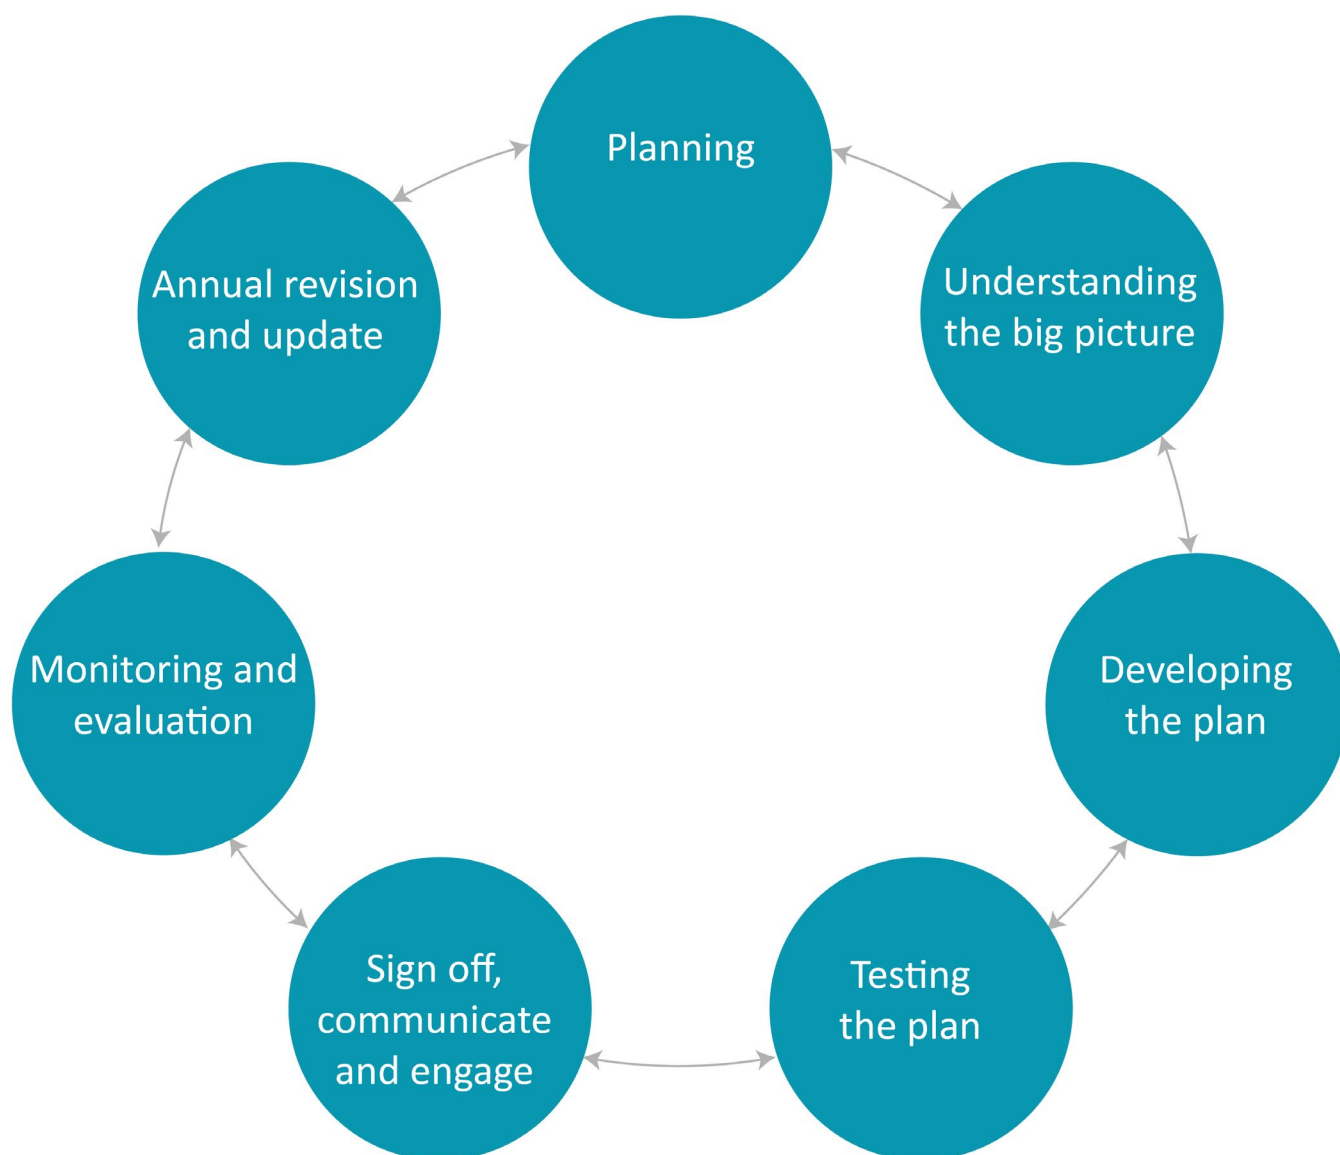 Planning
Understanding
the big picture
Developing
the plan
Testing
the plan
Sign off,
communicate
and engage
Monitoring and
evaluation
Annual revision
and update